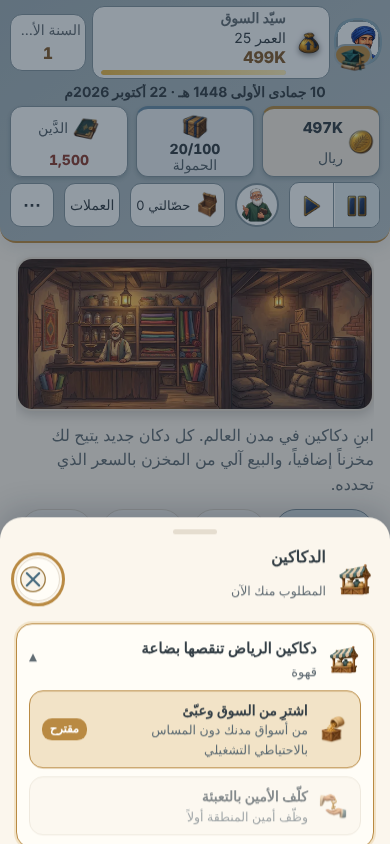 سيّد السوق
العمر 25
499K
السنة الأ...
1
10 جمادى الأولى 1448 هـ · 22 أكتوبر 2026م
497K
ريال
20/100
الحمولة
الدَّين
1,500
حصّالتي 0
العملات
...
ابنِ دكاكين في مدن العالم. كل دكان جديد يتيح لك
مخزناً إضافياً، والبيع آلي من المخزن بالسعر الذي
تحدده.
الدكاكين
المطلوب منك الآن
دكاكين الرياض تنقصها بضاعة
قهوة
اشترِ من السوق وعبّئ
من أسواق مدنك دون المساس
بالاحتياطي التشغيلي
مقترح
كلّف الأمين بالتعبئة
وظّف أمين المنطقة أولاً